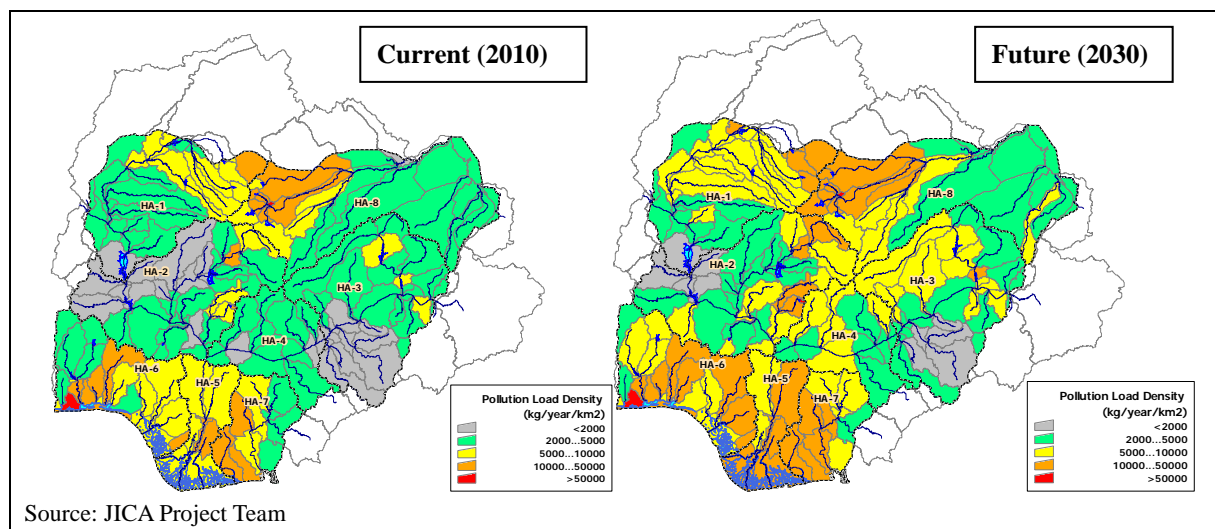 Current (2010)
HA-1
HA-2
HA-3
HA-4
HA-5
HA-6
HA-7
HA-8
Pollution Load Density
(kg/year/km2)
<2000
2000...5000
5000...10000
10000...50000
>50000
Future (2030)
HA-1
HA-2
HA-3
HA-4
HA-5
HA-6
HA-7
HA-8
Pollution Load Density
(kg/year/km2)
<2000
2000...5000
5000...10000
10000...50000
>50000
Source: JICA Project Team